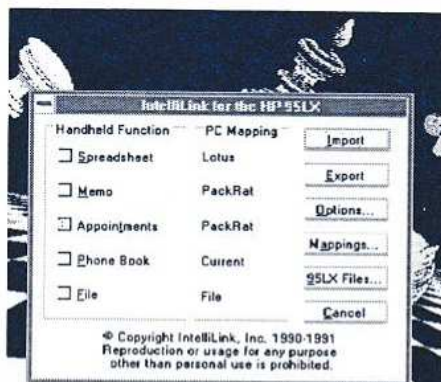 IntelliLink for the HP 95LX
Handheld Function PC Mapping
Spreadsheet Lotus
Memo PackRat
Appointments PackRat
Phone Book Current
File File
Import
Export
Options...
Mappings...
95LX Files...
Cancel
© Copyright IntelliLink, Inc. 1990-1991
Reproduction or usage for any purpose
other than personal use is prohibited.